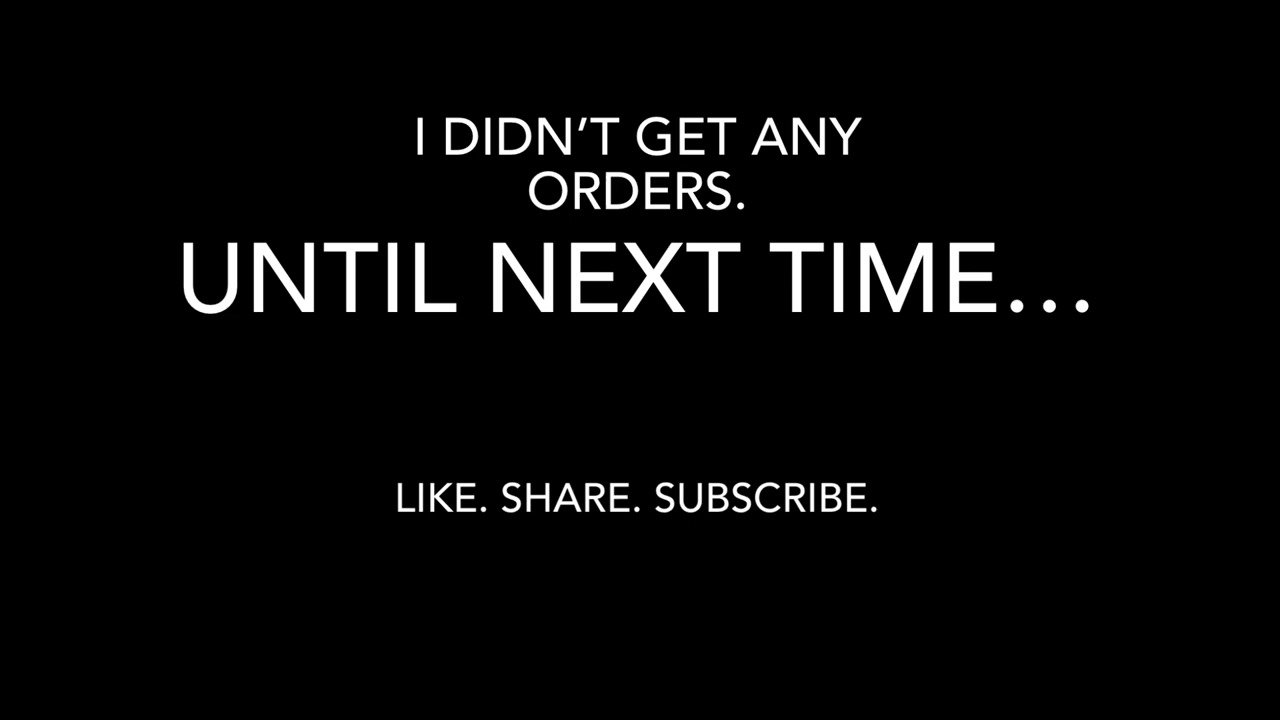 I DIDN’T GET ANY
ORDERS.
UNTIL NEXT TIME…
LIKE. SHARE. SUBSCRIBE.